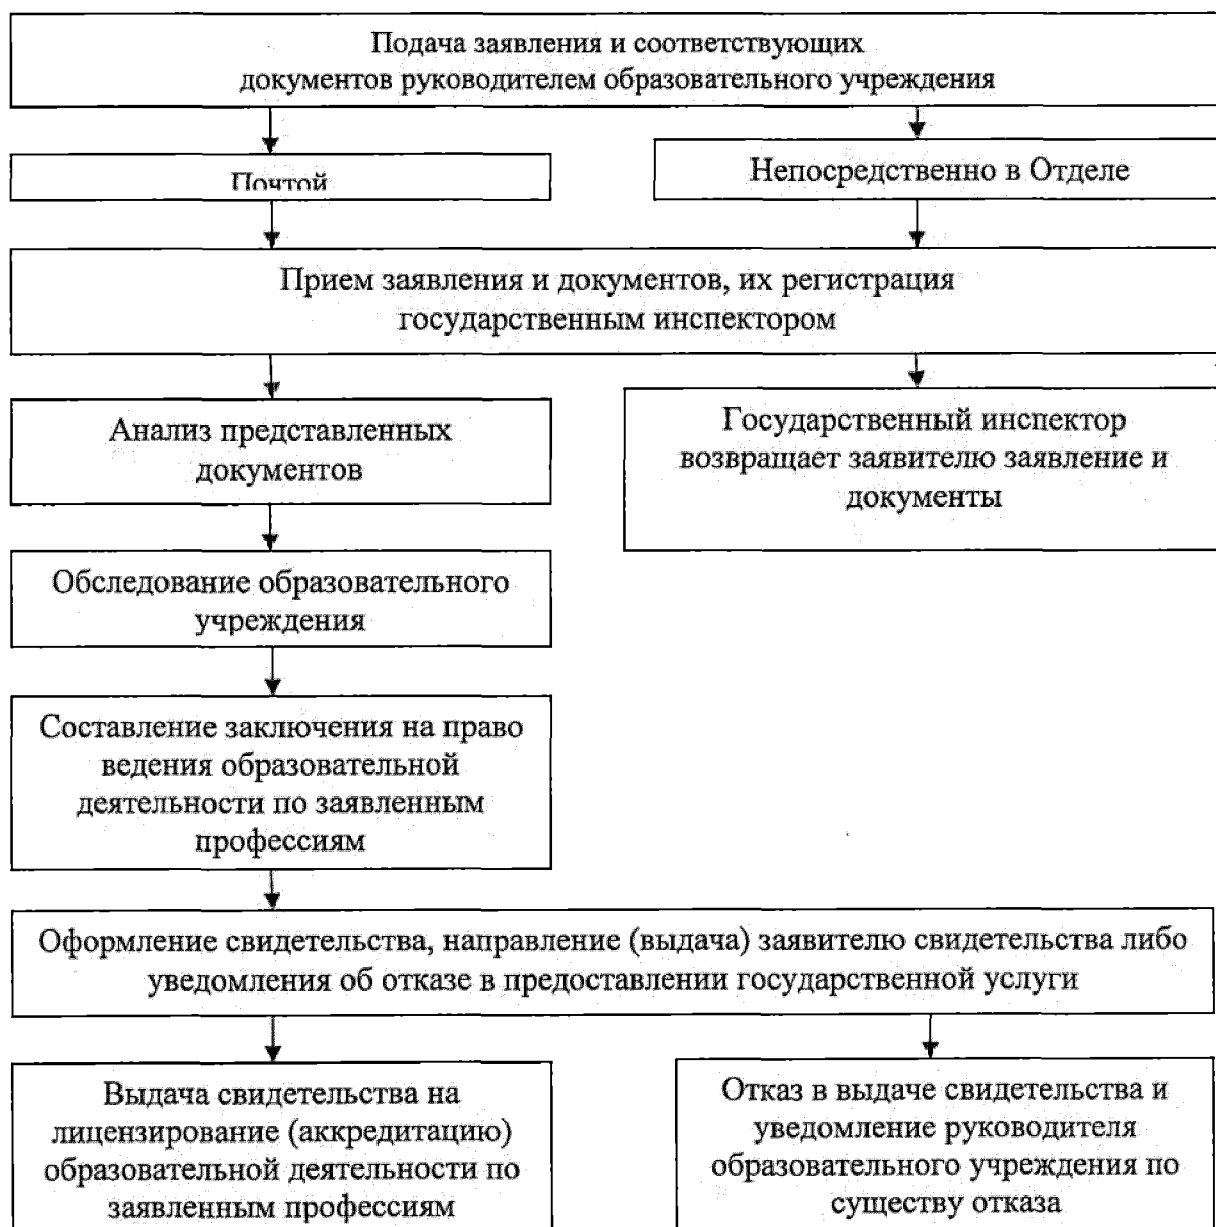 Подача заявления и соответствующих
документов руководителем образовательного учреждения
Почтой
Непосредственно в Отделе
Прием заявления и документов, их регистрация
государственным инспектором
Анализ представленных
документов
Государственный инспектор
возвращает заявителю заявление и
документы
Обследование образовательного
учреждения
Составление заключения на право
ведения образовательной
деятельности по заявленным
профессиям
Оформление свидетельства, направление (выдача) заявителю свидетельства либо
уведомления об отказе в предоставлении государственной услуги
Выдача свидетельства на
лицензирование (аккредитацию)
образовательной деятельности по
заявленным профессиям
Отказ в выдаче свидетельства и
уведомление руководителя
образовательного учреждения по
существу отказа